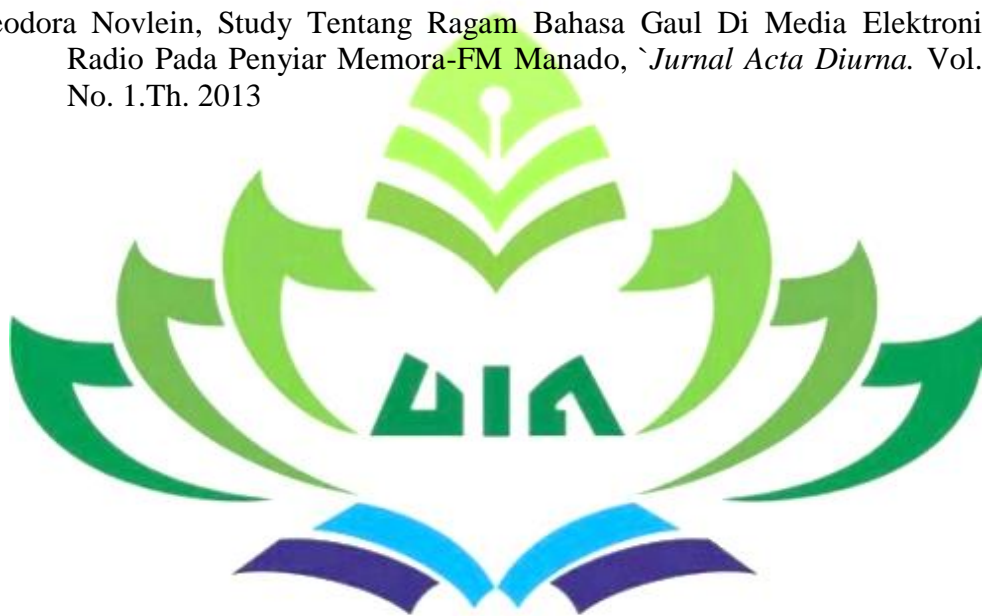 eodora Novlein, Study Tentang Ragam Bahasa Gaul Di Media Elektroni
Radio Pada Penyiar Memora-FM Manado, `Jurnal Acta Diurna. Vol.
No. 1.Th. 2013
UIN